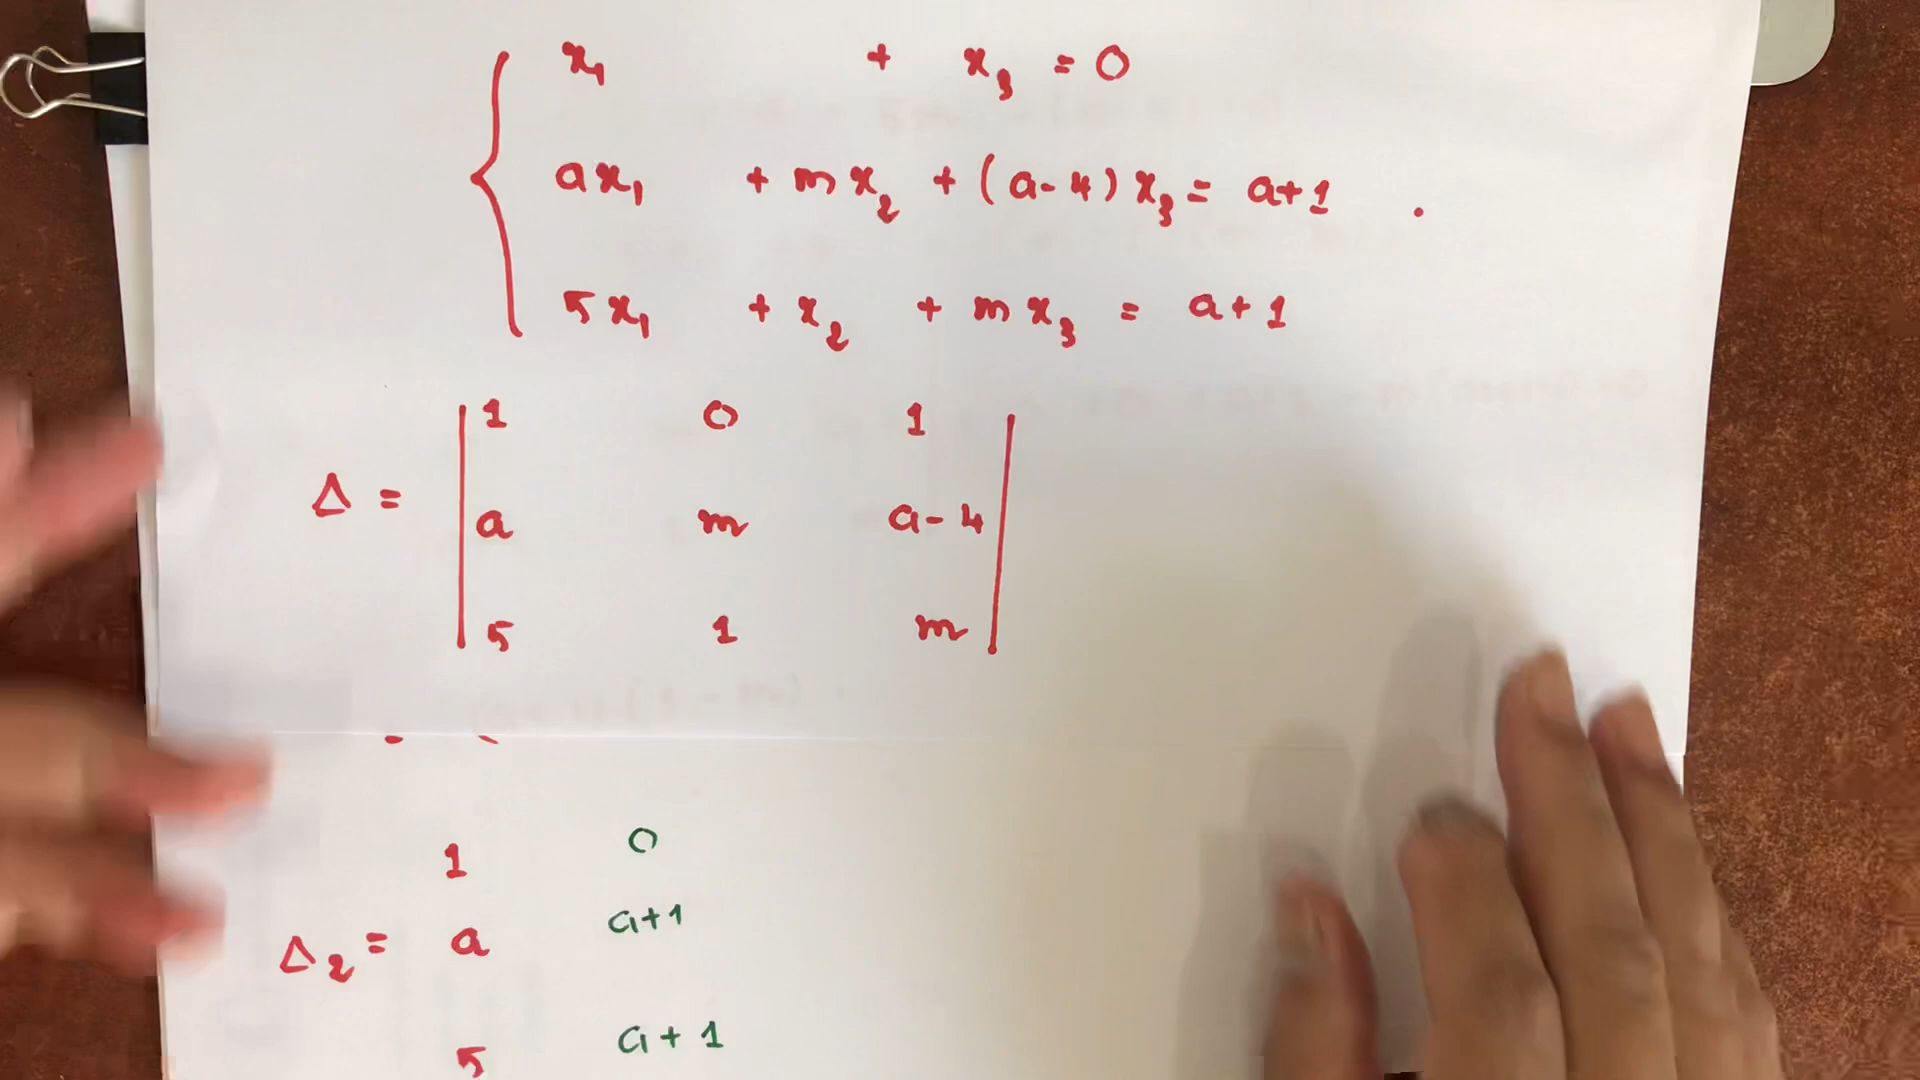 x₁ + x₃ = 0
ax₁ + mx₂ + (a-4)x₃ = a+1 .
5x₁ + x₂ + mx₃ = a+1
1 0 1
Δ = a m a-4
5 1 m
1 0
Δ₂ = a a+1
5 a+1